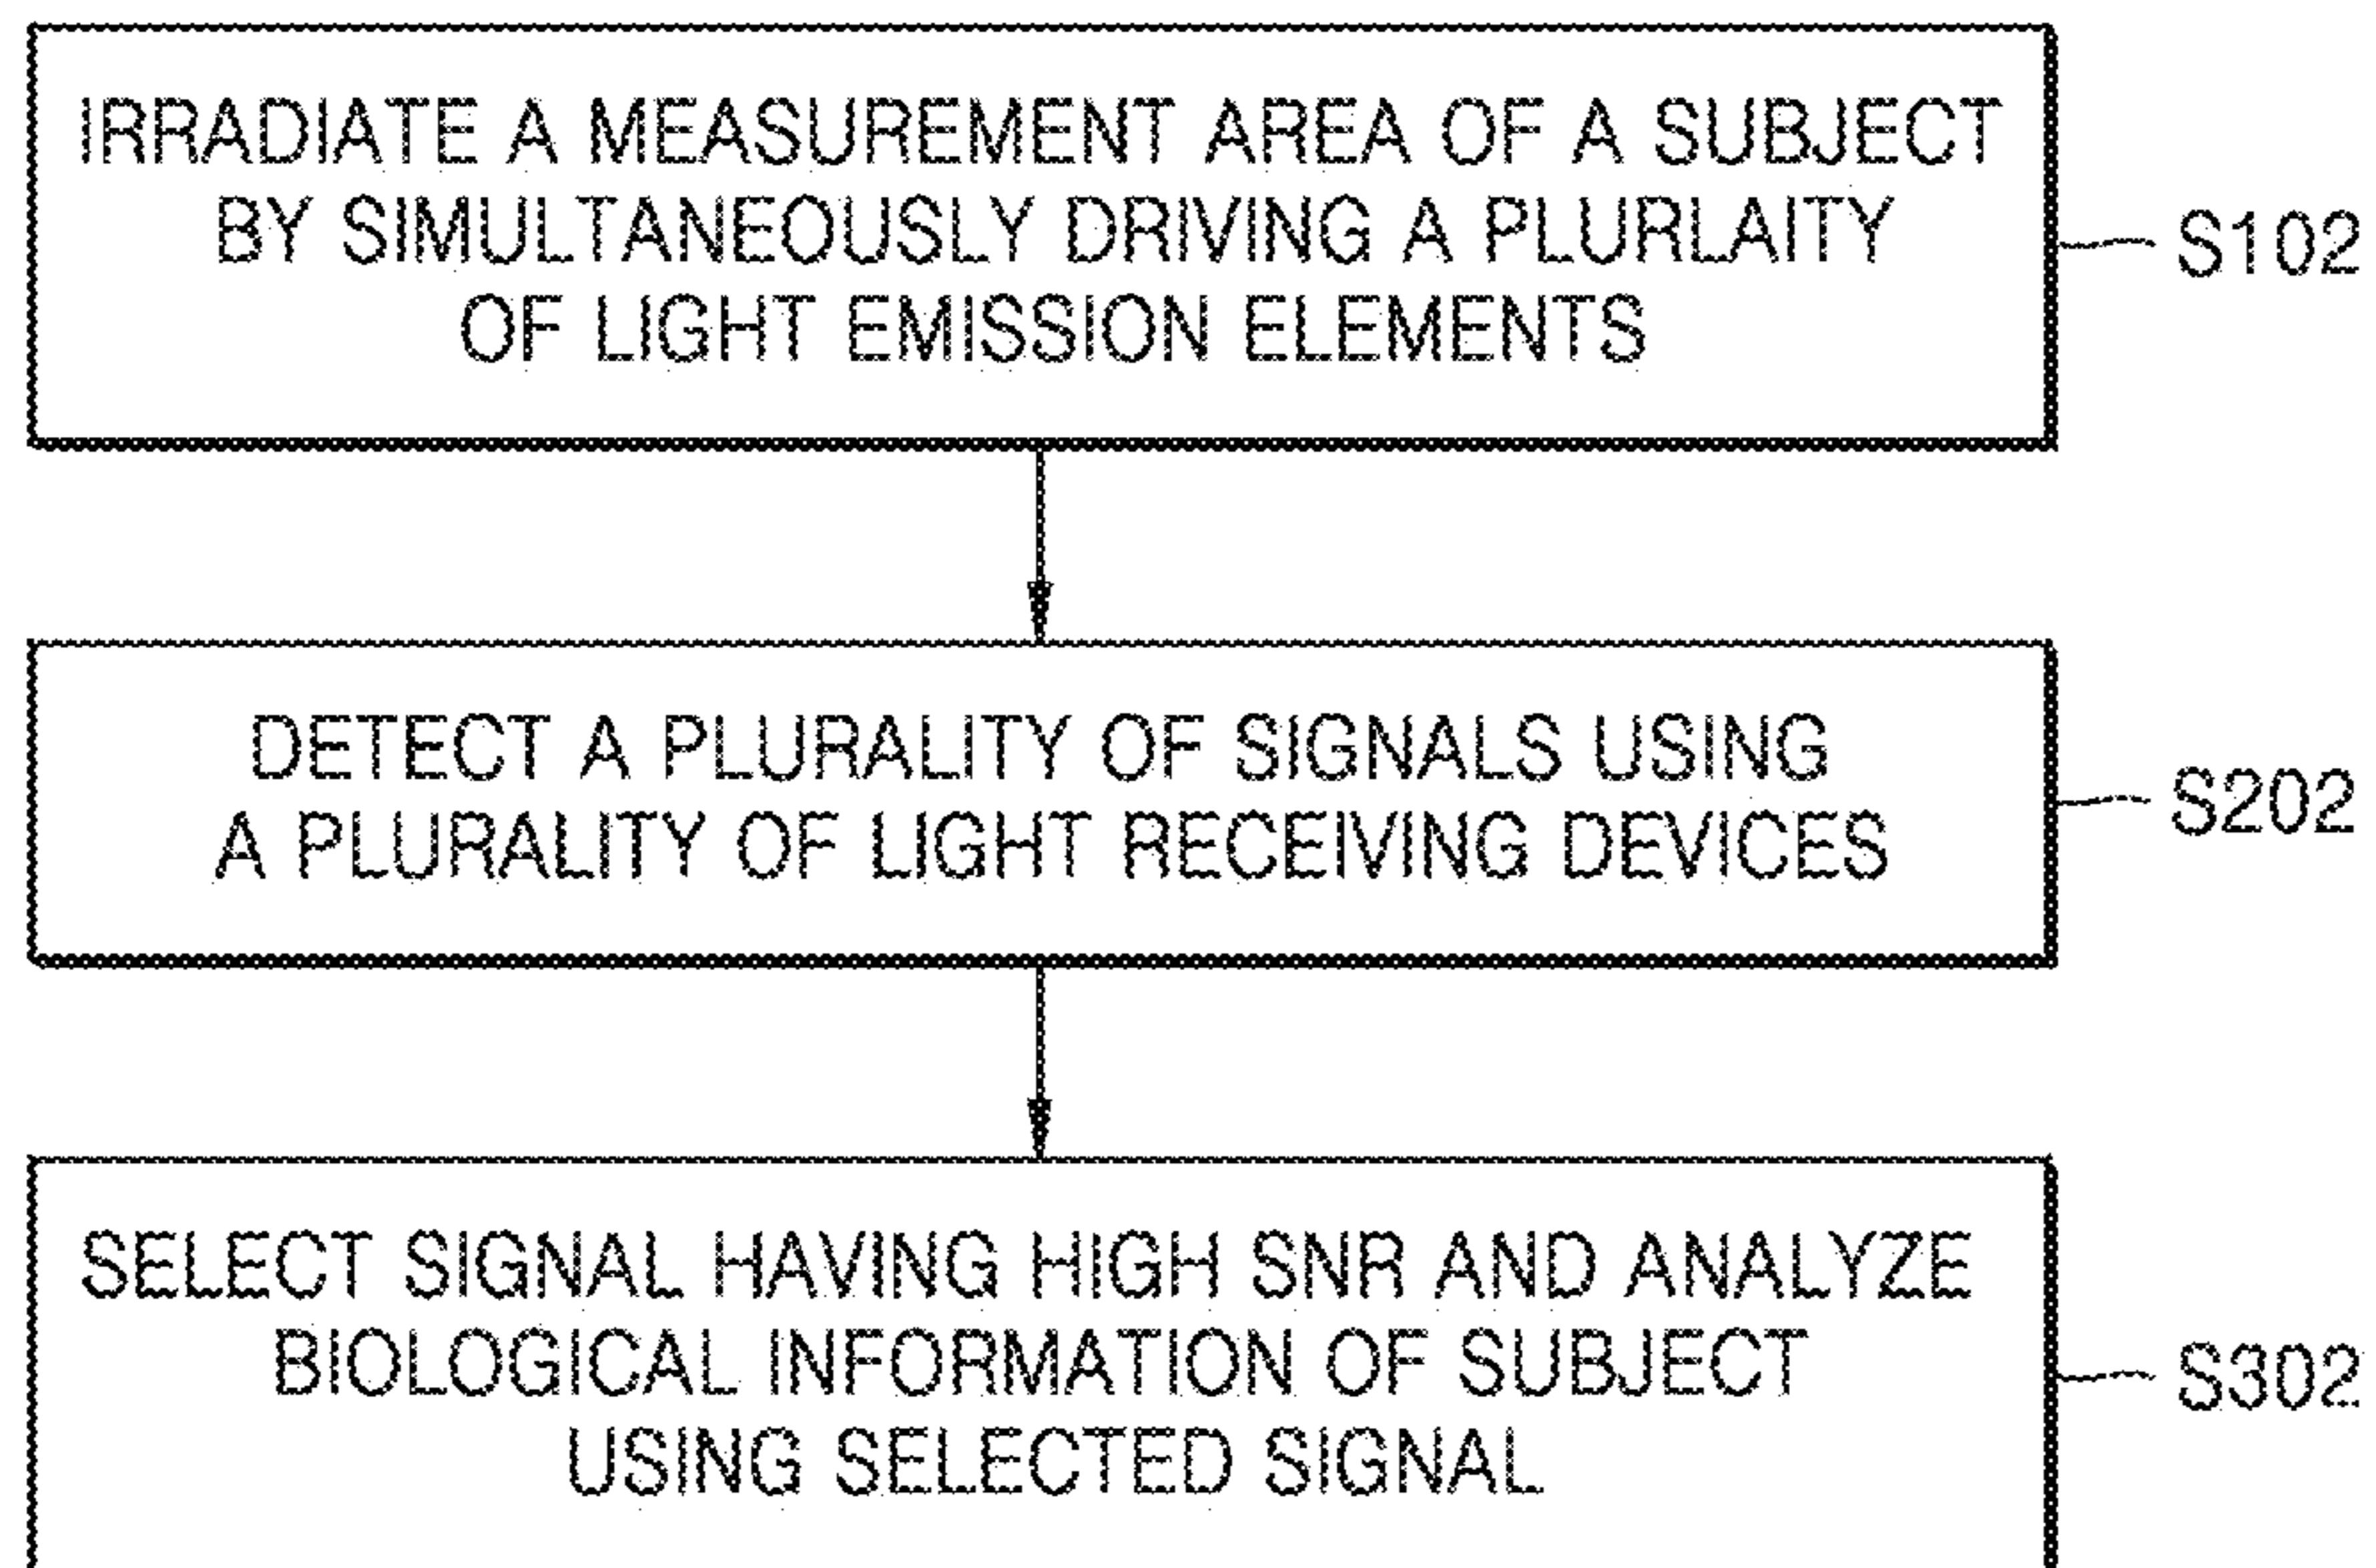 IRRADIATE A MEASUREMENT AREA OF A SUBJECT
BY SIMULTANEOUSLY DRIVING A PLURLAITY
OF LIGHT EMISSION ELEMENTS
S102
DETECT A PLURALITY OF SIGNALS USING
A PLURALITY OF LIGHT RECEIVING DEVICES
S202
SELECT SIGNAL HAVING HIGH SNR AND ANALYZE
BIOLOGICAL INFORMATION OF SUBJECT
USING SELECTED SIGNAL
S302